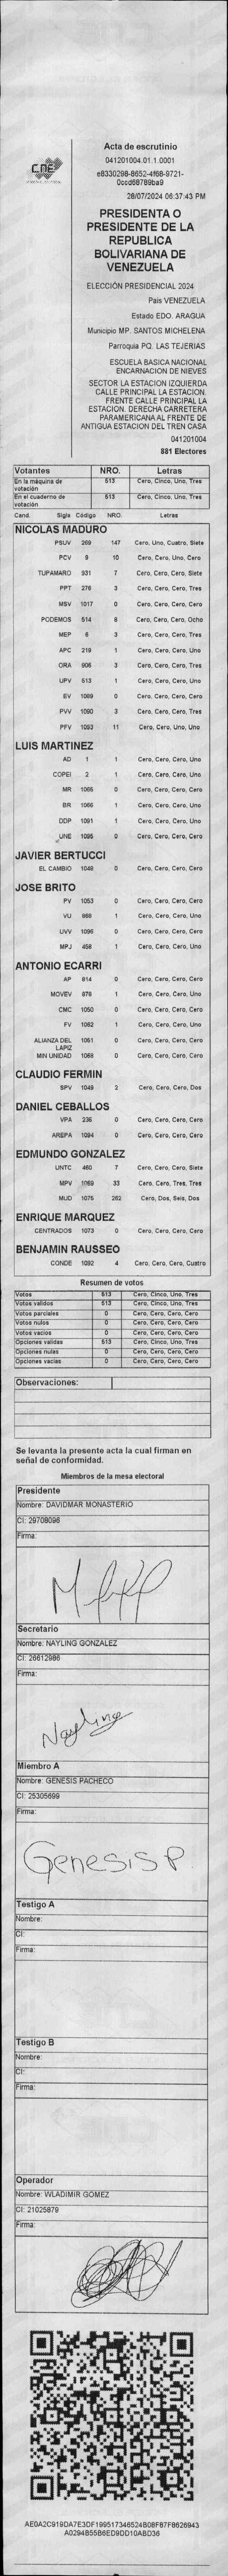 CNE
Acta de escrutinio
041201004.01.1.0001
e8330298-8652-4f88-9721-
0ccd68789ba9
28/07/2024 06:37:43 PM
PRESIDENTA O
PRESIDENTE DE LA
REPUBLICA
BOLIVARIANA DE
VENEZUELA
ELECCIÓN PRESIDENCIAL 2024
Pais VENEZUELA
Estado EDO. ARAGUA
Municipio MP. SANTOS MICHELENA
Parroquia PQ. LAS TEJERIAS
ESCUELA BASICA NACIONAL
ENCARNACION DE NIEVES
SECTOR LA ESTACION IZQUIERDA
CALLE PRINCIPAL LA ESTACION.
FRENTE CALLE PRINCIPAL LA
ESTACION. DERECHA CARRETERA
PARAMERICANA AL FRENTE DE
ANTIGUA ESTACION DEL TREN CASA
041201004
881 Electores
Votantes NRO. Letras
En la máquina de votación 513 Cero, Cinco, Uno, Tres
En el cuaderno de votación 513 Cero, Cinco, Uno, Tres
Cand. Sigla Código NRO. Letras
NICOLAS MADURO
PSUV 269 147 Cero, Uno, Cuatro, Siete
PCV 9 10 Cero, Cero, Uno, Cero
TUPAMARO 931 7 Cero, Cero, Cero, Siete
PPT 276 3 Cero, Cero, Cero, Tres
MSV 1017 0 Cero, Cero, Cero, Cero
PODEMOS 514 8 Cero, Cero, Cero, Ocho
MEP 6 3 Cero, Cero, Cero, Tres
APC 219 1 Cero, Cero, Cero, Uno
ORA 906 3 Cero, Cero, Cero, Tres
UPV 513 1 Cero, Cero, Cero, Uno
EV 1089 0 Cero, Cero, Cero, Cero
PVV 1090 3 Cero, Cero, Cero, Tres
PFV 1093 11 Cero, Cero, Uno, Uno
LUIS MARTINEZ
AD 1 1 Cero, Cero, Cero, Uno
COPEI 2 1 Cero, Cero, Cero, Uno
MR 1065 0 Cero, Cero, Cero, Cero
BR 1066 1 Cero, Cero, Cero, Uno
DDP 1091 1 Cero, Cero, Cero, Uno
UNE 1095 0 Cero, Cero, Cero, Cero
JAVIER BERTUCCI
EL CAMBIO 1048 0 Cero, Cero, Cero, Cero
JOSE BRITO
PV 1053 0 Cero, Cero, Cero, Cero
VU 868 1 Cero, Cero, Cero, Uno
UVV 1096 0 Cero, Cero, Cero, Cero
MPJ 458 1 Cero, Cero, Cero, Uno
ANTONIO ECARRI
AP 814 0 Cero, Cero, Cero, Cero
MOVEV 878 1 Cero, Cero, Cero, Uno
CMC 1050 0 Cero, Cero, Cero, Cero
FV 1062 1 Cero, Cero, Cero, Uno
ALIANZA DEL LAPIZ 1061 0 Cero, Cero, Cero, Cero
MIN UNIDAD 1068 0 Cero, Cero, Cero, Cero
CLAUDIO FERMIN
SPV 1049 2 Cero, Cero, Cero, Dos
DANIEL CEBALLOS
VPA 236 0 Cero, Cero, Cero, Cero
AREPA 1094 0 Cero, Cero, Cero, Cero
EDMUNDO GONZALEZ
UNTC 460 7 Cero, Cero, Cero, Siete
MPV 1069 33 Cero, Cero, Tres, Tres
MUD 1075 262 Cero, Dos, Seis, Dos
ENRIQUE MARQUEZ
CENTRADOS 1073 0 Cero, Cero, Cero, Cero
BENJAMIN RAUSSEO
CONDE 1092 4 Cero, Cero, Cero, Cuatro
Resumen de votos
Votos 513 Cero, Cinco, Uno, Tres
Votos validos 513 Cero, Cinco, Uno, Tres
Votos parciales 0 Cero, Cero, Cero, Cero
Votos nulos 0 Cero, Cero, Cero, Cero
Votos vacios 0 Cero, Cero, Cero, Cero
Opciones validas 513 Cero, Cinco, Uno, Tres
Opciones nulas 0 Cero, Cero, Cero, Cero
Opciones vacias 0 Cero, Cero, Cero, Cero
Observaciones:
Se levanta la presente acta la cual firman en
señal de conformidad.
Miembros de la mesa electoral
Presidente
Nombre: DAVIDMAR MONASTERIO
CI: 29708096
Firma:
Secretario
Nombre: NAYLING GONZALEZ
CI: 26612986
Firma:
Nayling
Miembro A
Nombre: GENESIS PACHECO
CI: 25305699
Firma:
Genesis P
Testigo A
Nombre:
CI:
Firma:
Testigo B
Nombre:
CI:
Firma:
Operador
Nombre: WLADIMIR GOMEZ
CI: 21025879
Firma:
AE0A2C919DA7E3DF199517346524B08F87F8626943
A0294B55B6ED9DD10ABD36